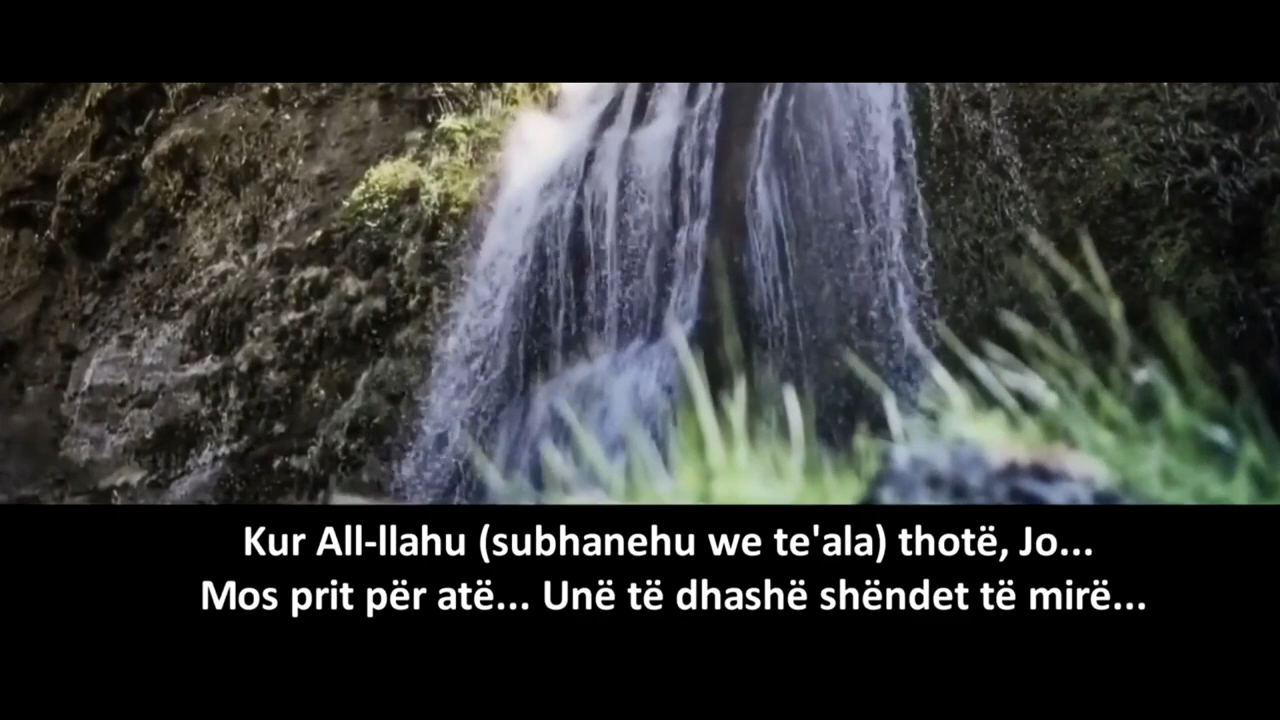 Kur All-llahu (subhanehu we te'ala) thotë, Jo...
Mos prit për atë... Unë të dhashë shëndet të mirë...